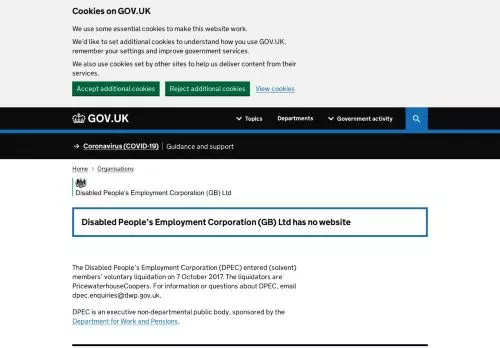 Cookies on GOV.UK
We use some essential cookies to make this website work.
We'd like to set additional cookies to understand how you use GOV.UK,
remember your settings and improve government services.
We also use cookies set by other sites to help us deliver content from their
services.
Accept additional cookies Reject additional cookies View cookies
GOV.UK Topics Departments Government activity
→ Coronavirus (COVID-19) Guidance and support
Home > Organisations
Disabled People's Employment Corporation (GB) Ltd
Disabled People's Employment Corporation (GB) Ltd has no website
The Disabled People's Employment Corporation (DPEC) entered (solvent)
members' voluntary liquidation on 7 October 2017. The liquidators are
PricewaterhouseCoopers. For information or questions about DPEC, email
dpec.enquiries@dwp.gov.uk.
DPEC is an executive non-departmental public body, sponsored by the
Department for Work and Pensions.